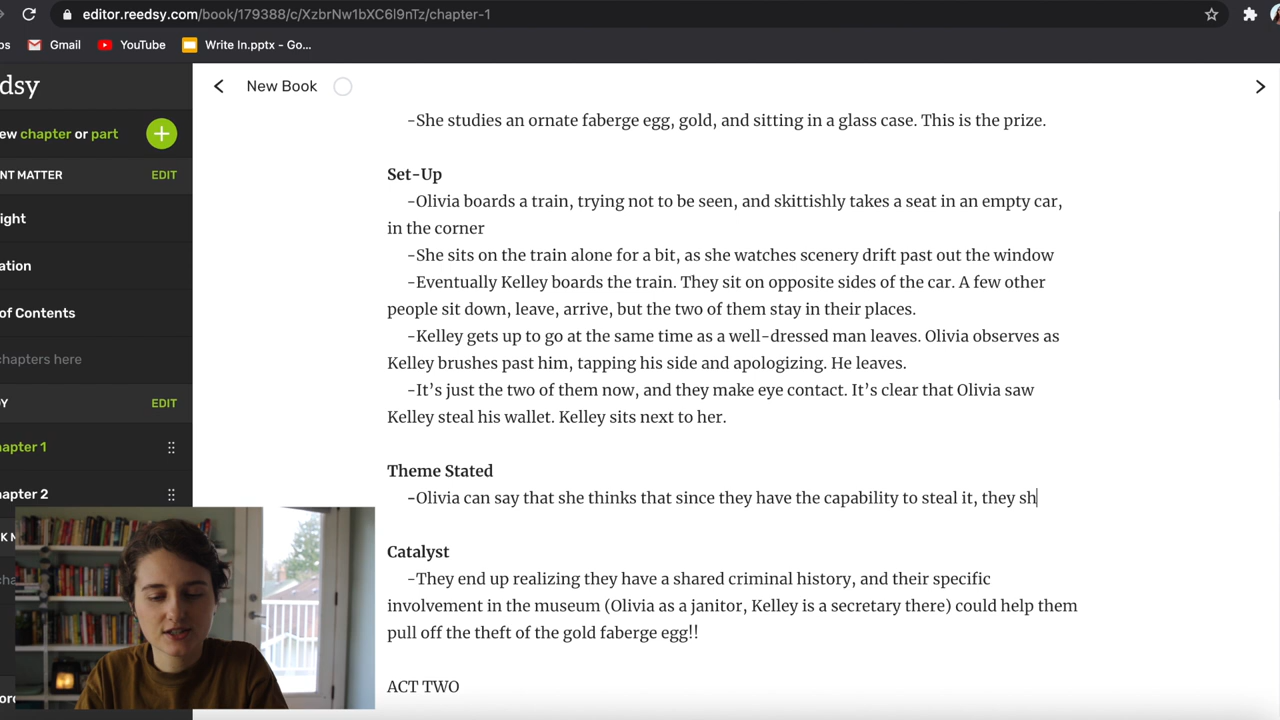 editor.reedsy.com/book/179388/c/XzbrNw1bXC6l9nTz/chapter-1
ps Gmail YouTube Write In.pptx - Go...
edsy
New Book
ew chapter or part
NT MATTER EDIT
ight
ation
of Contents
chapters here
Y EDIT
apter 1
apter 2
K M
cha
ord
-She studies an ornate faberge egg, gold, and sitting in a glass case. This is the prize.
Set-Up
-Olivia boards a train, trying not to be seen, and skittishly takes a seat in an empty car,
in the corner
-She sits on the train alone for a bit, as she watches scenery drift past out the window
-Eventually Kelley boards the train. They sit on opposite sides of the car. A few other
people sit down, leave, arrive, but the two of them stay in their places.
-Kelley gets up to go at the same time as a well-dressed man leaves. Olivia observes as
Kelley brushes past him, tapping his side and apologizing. He leaves.
-It’s just the two of them now, and they make eye contact. It’s clear that Olivia saw
Kelley steal his wallet. Kelley sits next to her.
Theme Stated
-Olivia can say that she thinks that since they have the capability to steal it, they sh
Catalyst
-They end up realizing they have a shared criminal history, and their specific
involvement in the museum (Olivia as a janitor, Kelley is a secretary there) could help them
pull off the theft of the gold faberge egg!!
ACT TWO